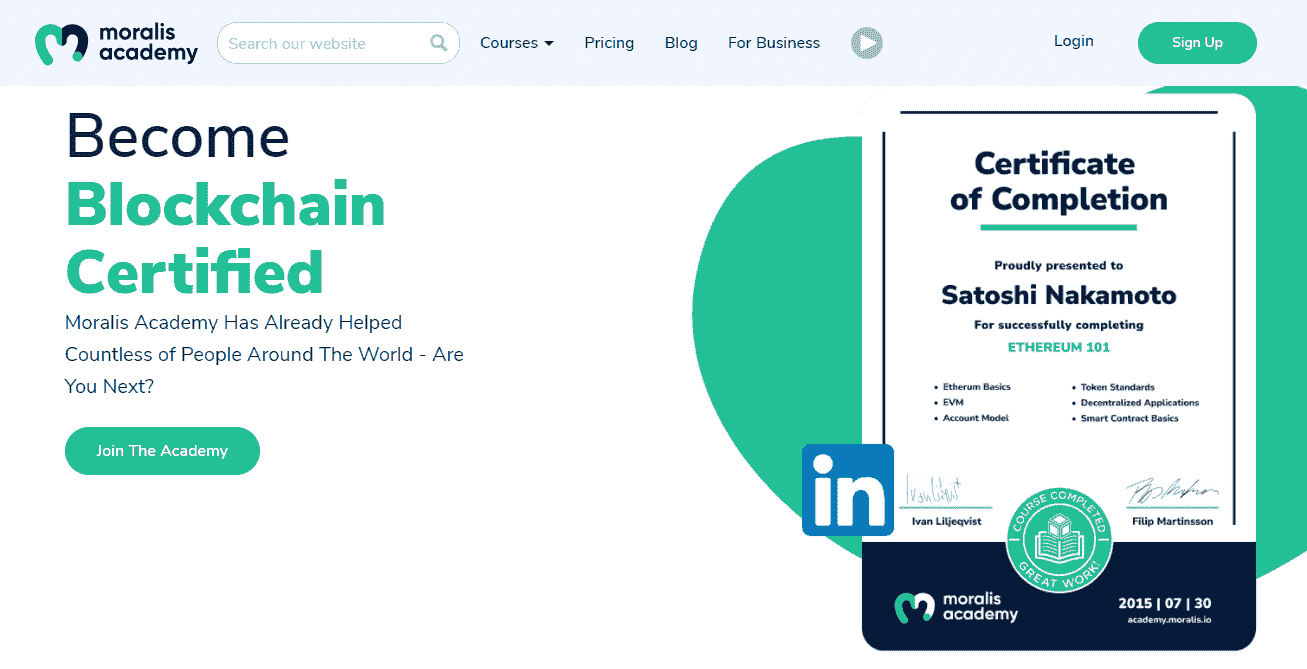 moralis
academy
Search our website
Courses
Pricing
Blog
For Business
Login
Sign Up
Become
Blockchain
Certified
Moralis Academy Has Already Helped
Countless of People Around The World - Are
You Next?
Join The Academy
Certificate
of Completion
Proudly presented to
Satoshi Nakamoto
For successfully completing
ETHEREUM 101
• Etherum Basics
• EVM
• Account Model
• Token Standards
• Decentralized Applications
• Smart Contract Basics
in
Ivan Liljeqvist
Ivan Liljeqvist
Filip Martinsson
COURSE COMPLETED
GREAT WORK!
moralis
academy
2015 | 07 | 30
academy.moralis.io